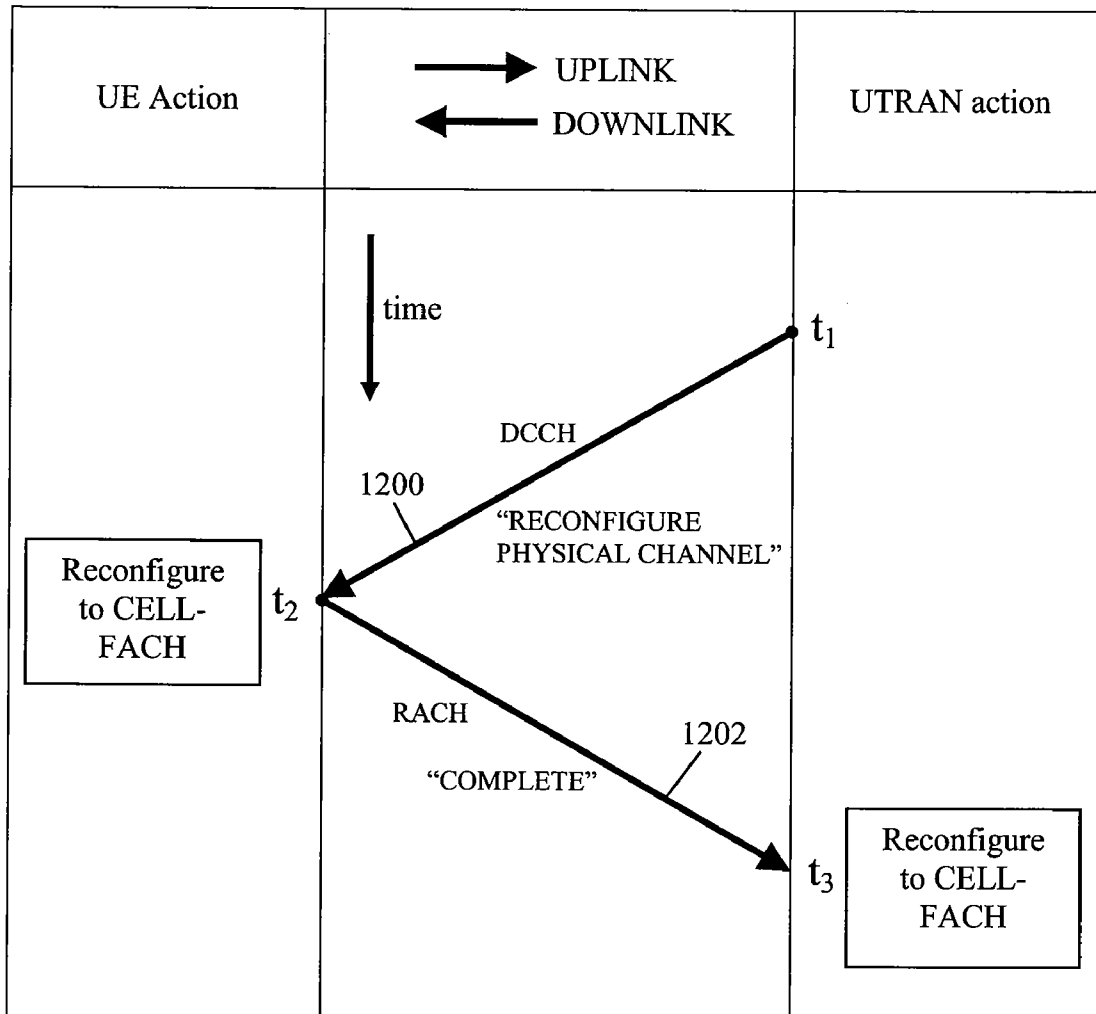 UE Action
UPLINK
DOWNLINK
UTRAN action
time
t₁
DCCH
1200
“RECONFIGURE
PHYSICAL CHANNEL”
Reconfigure
to CELL-
FACH
t₂
RACH
1202
“COMPLETE”
t₃
Reconfigure
to CELL-
FACH